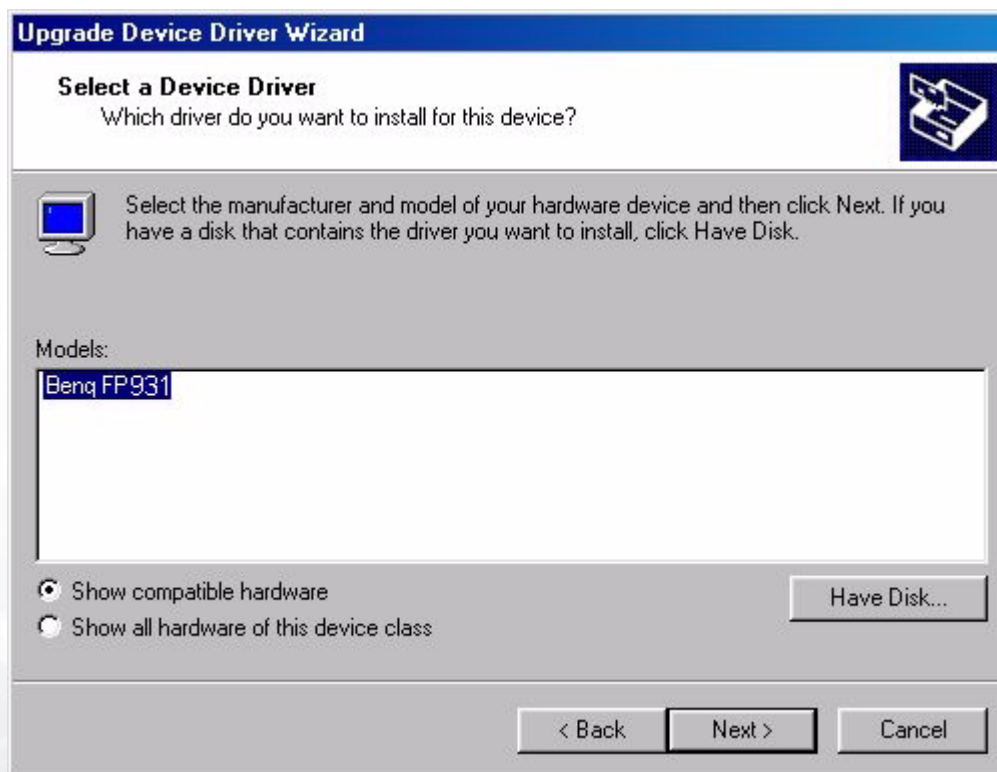 Upgrade Device Driver Wizard
Select a Device Driver
Which driver do you want to install for this device?
Select the manufacturer and model of your hardware device and then click Next. If you
have a disk that contains the driver you want to install, click Have Disk.
Models:
Benq FP931
Show compatible hardware
Have Disk...
Show all hardware of this device class
< Back
Next >
Cancel